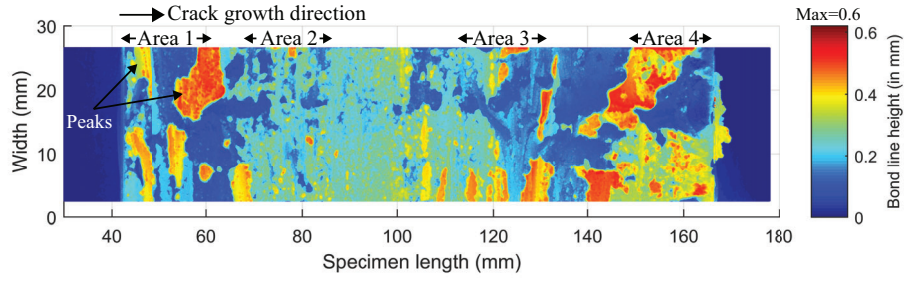 Crack growth direction
Max=0.6
Area 1
Area 2
Area 3
Area 4
Peaks
30
20
10
0
Width (mm)
40
60
80
100
120
140
160
180
Specimen length (mm)
0.6
0.4
0.2
0
Bond line height (in mm)